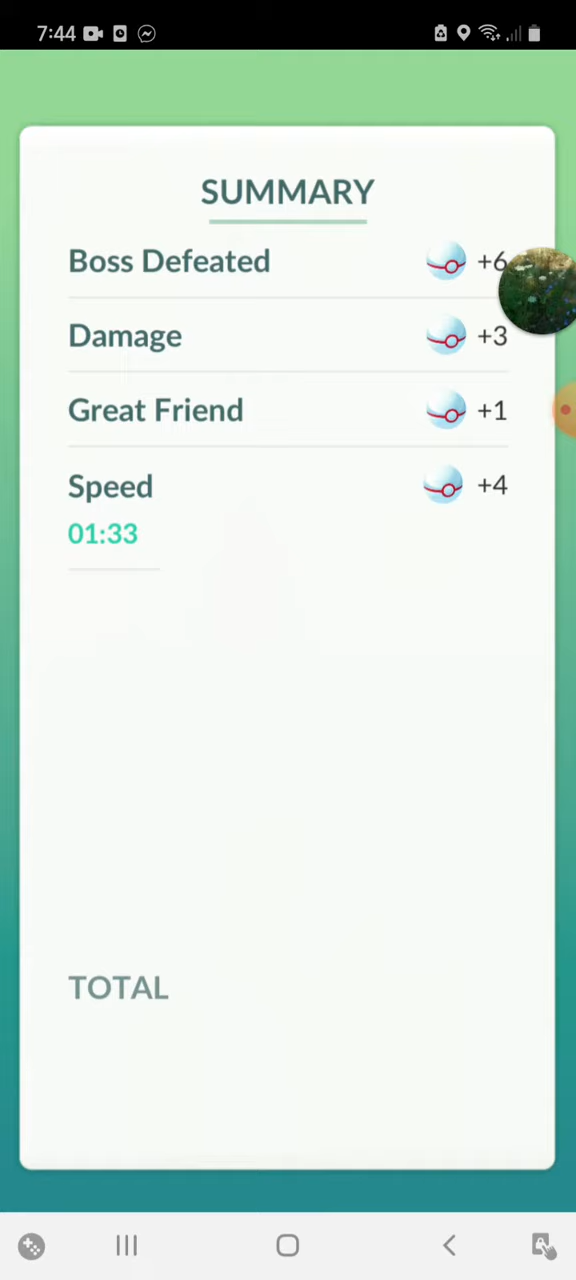 7:44
SUMMARY
Boss Defeated +6
Damage +3
Great Friend +1
Speed +4
01:33
TOTAL